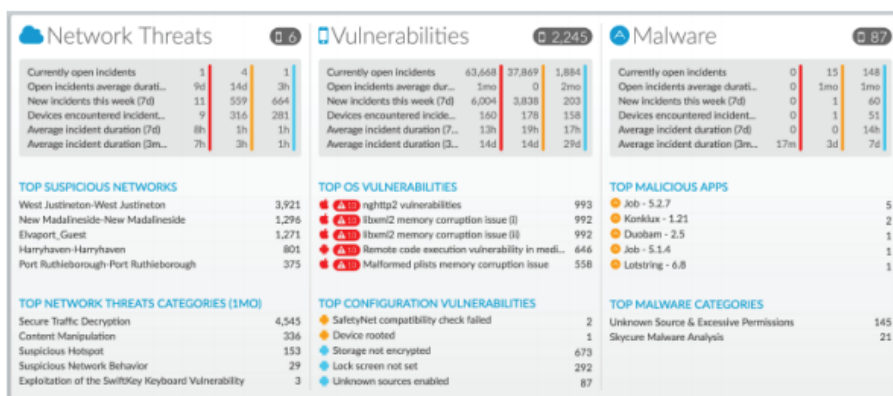 Network Threats 6
Currently open incidents 1 4 1
Open incidents average durati... 9d 14d 3h
New incidents this week (7d) 11 559 664
Devices encountered incident... 9 316 281
Average incident duration (7d) 8h 1h 1h
Average incident duration (3m... 7h 3h 1h
TOP SUSPICIOUS NETWORKS
West Justineton-West Justineton 3,921
New Madalineside-New Madalineside 1,296
Elvaport_Guest 1,271
Harryhaven-Harryhaven 801
Port Ruthieborough-Port Ruthieborough 375
TOP NETWORK THREATS CATEGORIES (1MO)
Secure Traffic Decryption 4,545
Content Manipulation 336
Suspicious Hotspot 153
Suspicious Network Behavior 29
Exploitation of the SwiftKey Keyboard Vulnerability 3
Vulnerabilities 2,245
Currently open incidents 63,668 37,869 1,884
Open incidents average dur... 1mo 0 2mo
New incidents this week (7d) 6,004 3,838 203
Devices encountered incide... 160 178 158
Average incident duration (7... 13h 19h 17h
Average incident duration (3... 14d 14d 29d
TOP OS VULNERABILITIES
nghttp2 vulnerabilities 993
libxml2 memory corruption issue (i) 992
libxml2 memory corruption issue (ii) 992
Remote code execution vulnerability in medi... 646
Malformed plists memory corruption issue 558
TOP CONFIGURATION VULNERABILITIES
SafetyNet compatibility check failed 2
Device rooted 1
Storage not encrypted 673
Lock screen not set 292
Unknown sources enabled 87
Malware 87
Currently open incidents 0 15 148
Open incidents average dur... 0 1mo 1mo
New incidents this week (7d) 0 1 60
Devices encountered incident... 0 1 51
Average incident duration (7d) 0 0 14h
Average incident duration (3m... 17m 3d 7d
TOP MALICIOUS APPS
Job - 5.2.7 5
Konklux - 1.21 2
Duobam - 2.5 1
Job - 5.1.4 1
Lotstring - 6.8 1
TOP MALWARE CATEGORIES
Unknown Source & Excessive Permissions 145
Skycure Malware Analysis 21